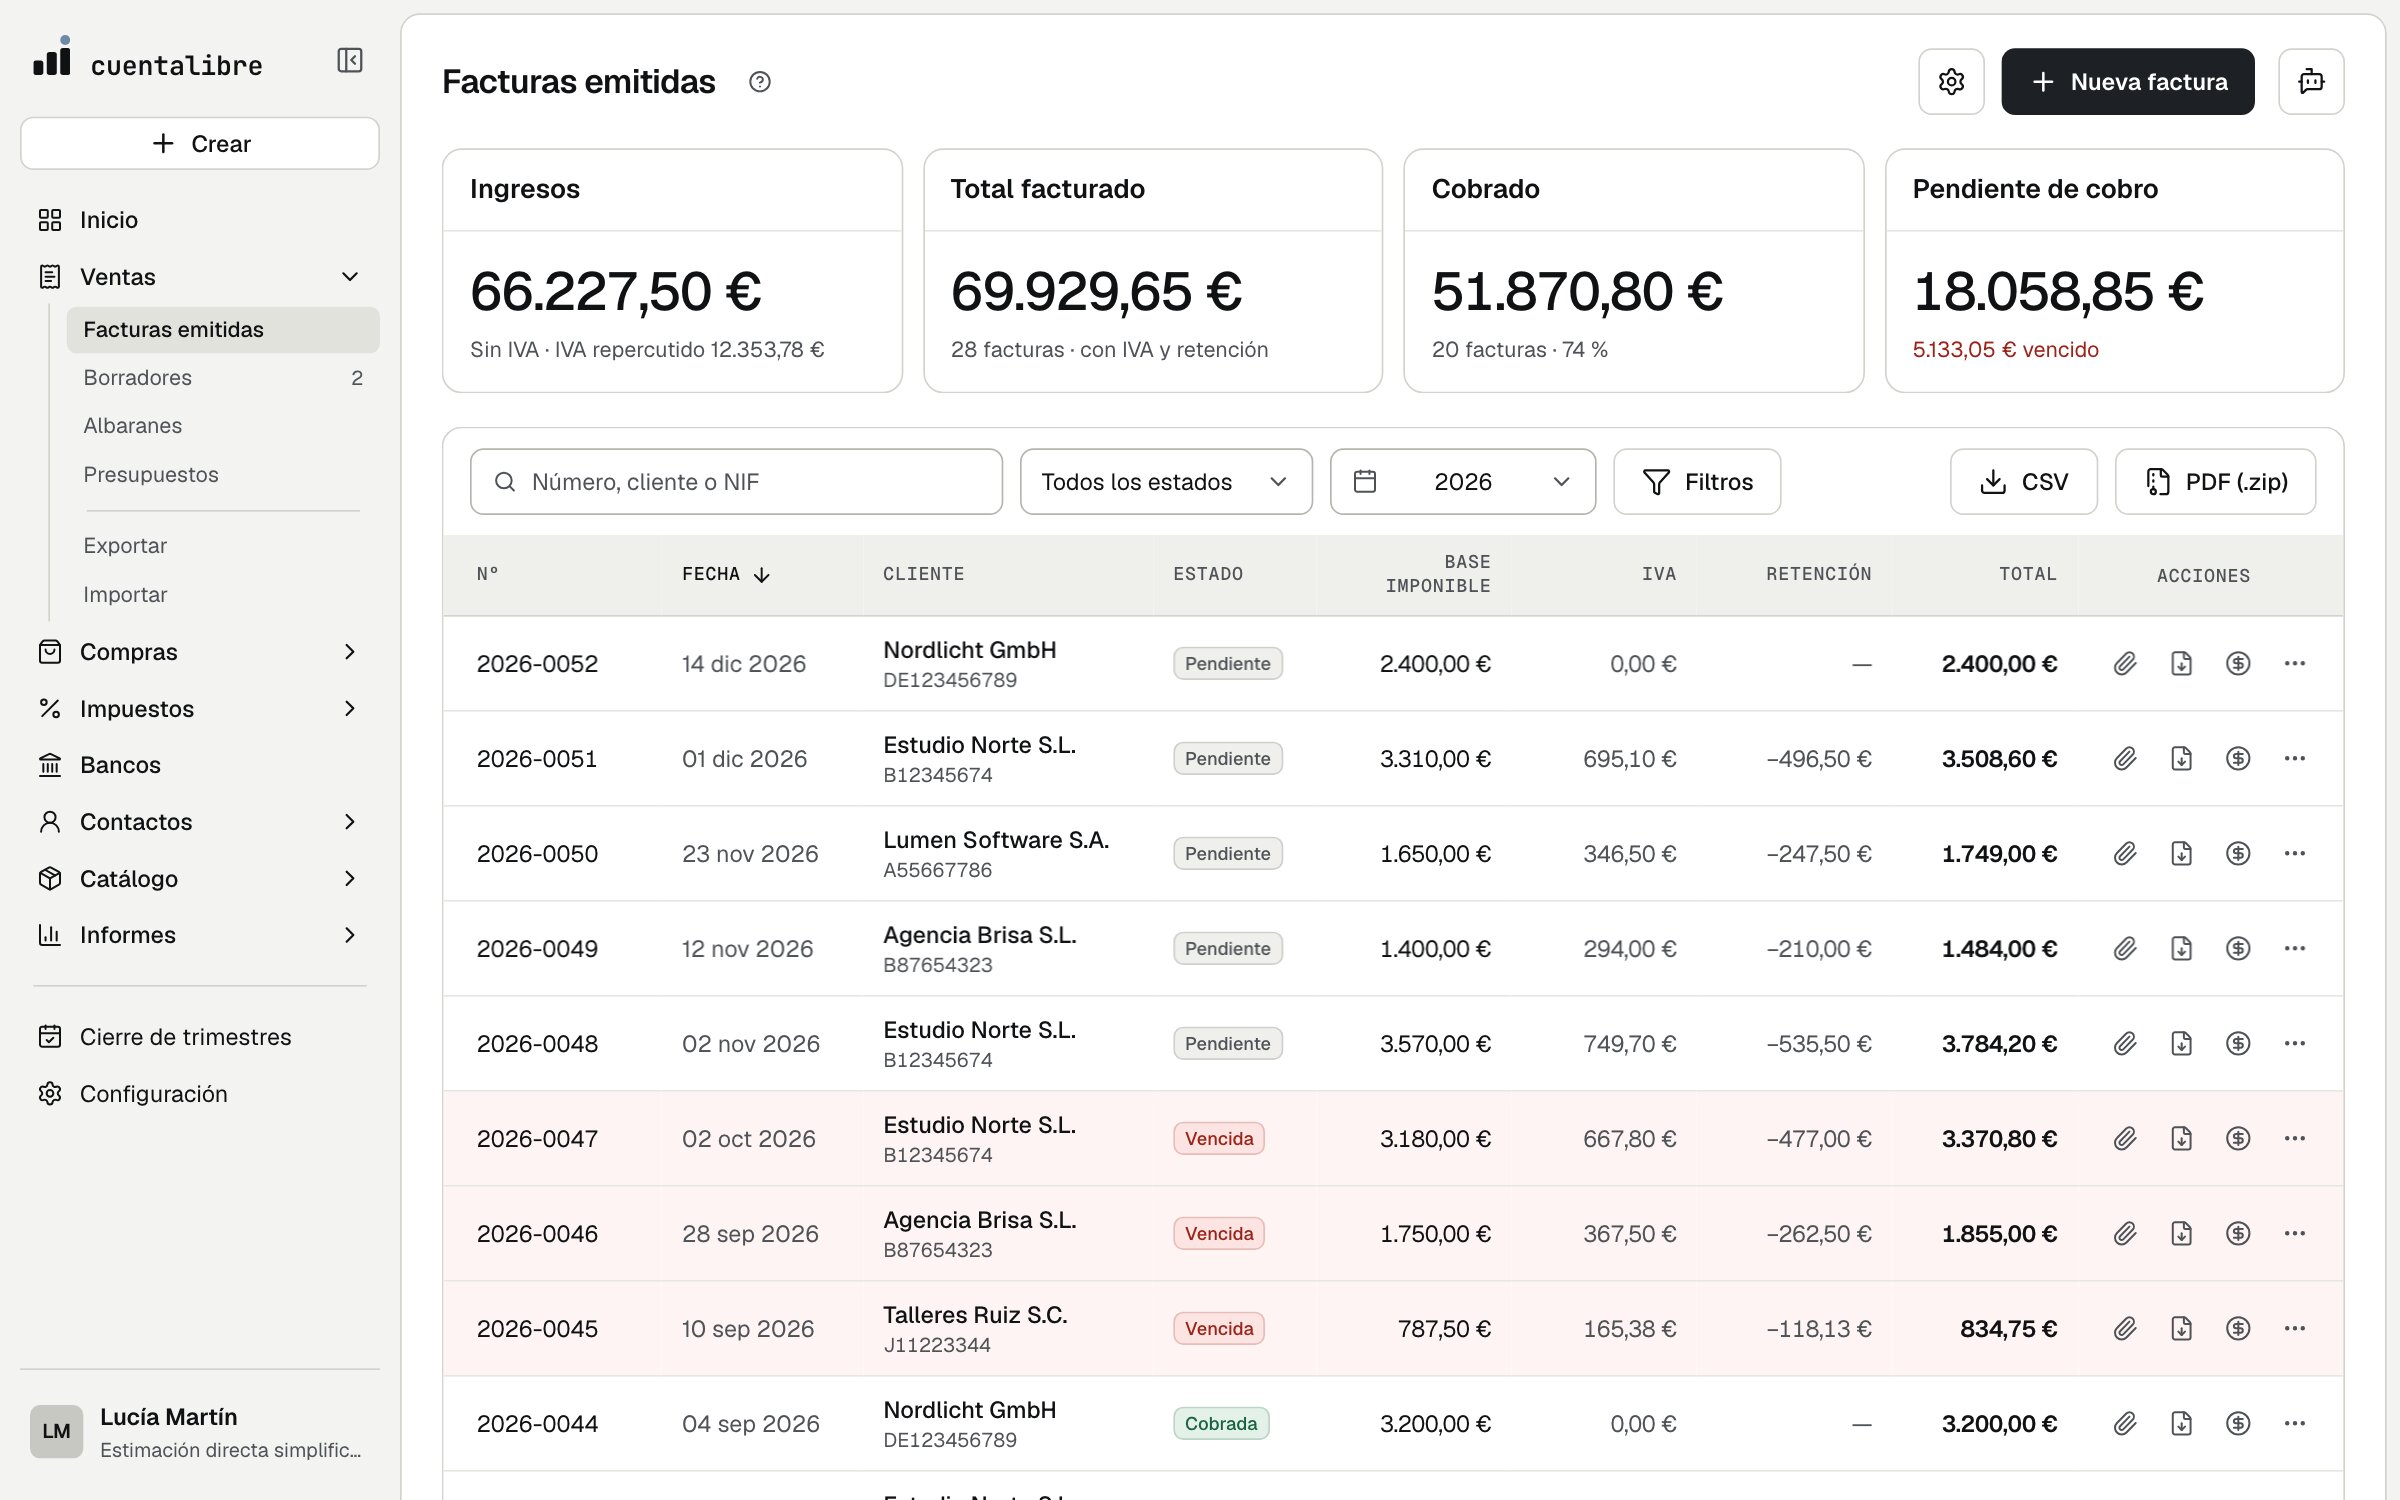 cuentalibre
Crear
Inicio
Ventas
Facturas emitidas
Borradores 2
Albaranes
Presupuestos
Exportar
Importar
Compras
Impuestos
Bancos
Contactos
Catálogo
Informes
Cierre de trimestres
Configuración
LM
Lucía Martín
Estimación directa simplific...
Facturas emitidas
Nueva factura
Ingresos
66.227,50 €
Sin IVA · IVA repercutido 12.353,78 €
Total facturado
69.929,65 €
28 facturas · con IVA y retención
Cobrado
51.870,80 €
20 facturas · 74 %
Pendiente de cobro
18.058,85 €
5.133,05 € vencido
Número, cliente o NIF
Todos los estados
2026
Filtros
CSV
PDF (.zip)
Nº FECHA CLIENTE ESTADO BASE IMPONIBLE IVA RETENCIÓN TOTAL ACCIONES
2026-0052 14 dic 2026 Nordlicht GmbH Pendiente 2.400,00 € 0,00 € — 2.400,00 €
DE123456789
2026-0051 01 dic 2026 Estudio Norte S.L. Pendiente 3.310,00 € 695,10 € −496,50 € 3.508,60 €
B12345674
2026-0050 23 nov 2026 Lumen Software S.A. Pendiente 1.650,00 € 346,50 € −247,50 € 1.749,00 €
A55667786
2026-0049 12 nov 2026 Agencia Brisa S.L. Pendiente 1.400,00 € 294,00 € −210,00 € 1.484,00 €
B87654323
2026-0048 02 nov 2026 Estudio Norte S.L. Pendiente 3.570,00 € 749,70 € −535,50 € 3.784,20 €
B12345674
2026-0047 02 oct 2026 Estudio Norte S.L. Vencida 3.180,00 € 667,80 € −477,00 € 3.370,80 €
B12345674
2026-0046 28 sep 2026 Agencia Brisa S.L. Vencida 1.750,00 € 367,50 € −262,50 € 1.855,00 €
B87654323
2026-0045 10 sep 2026 Talleres Ruiz S.C. Vencida 787,50 € 165,38 € −118,13 € 834,75 €
J11223344
2026-0044 04 sep 2026 Nordlicht GmbH Cobrada 3.200,00 € 0,00 € — 3.200,00 €
DE123456789